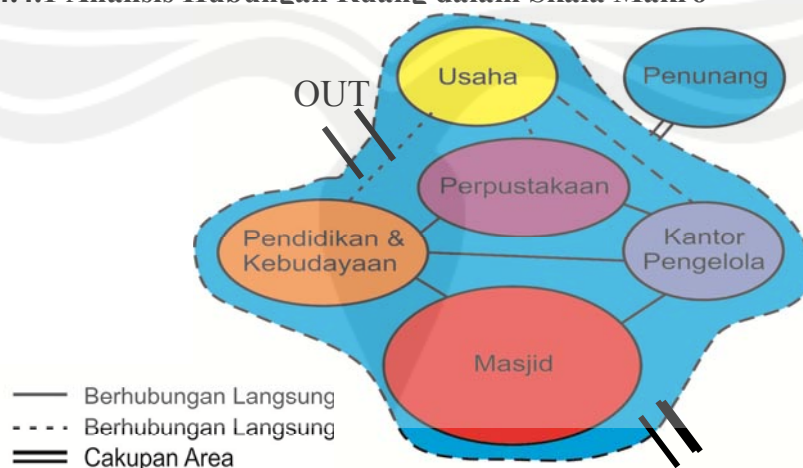 OUT
Usaha
Penunang
Perpustakaan
Pendidikan &
Kebudayaan
Kantor
Pengelola
Masjid
Berhubungan Langsung
Berhubungan Langsung
Cakupan Area